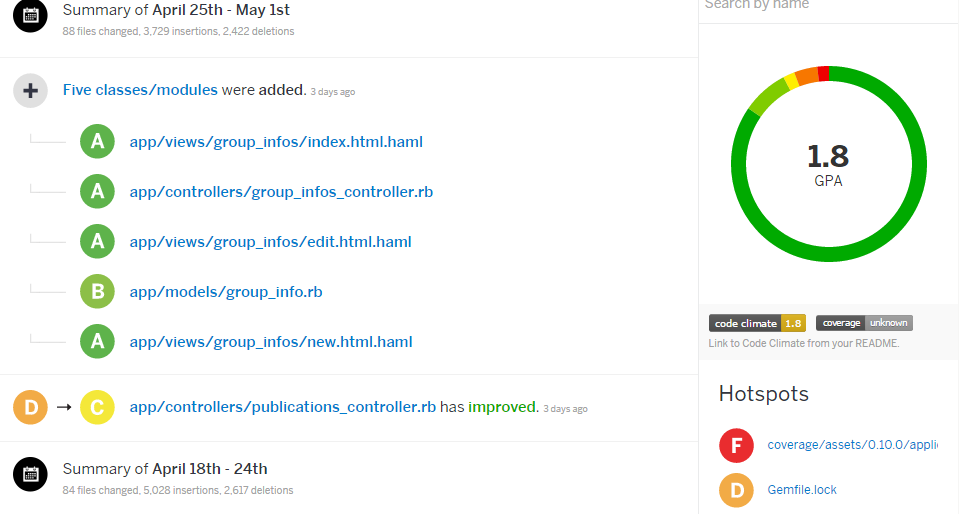 Summary of April 25th - May 1st
88 files changed, 3,729 insertions, 2,422 deletions
Five classes/modules were added. 3 days ago
A app/views/group_infos/index.html.haml
A app/controllers/group_infos_controller.rb
A app/views/group_infos/edit.html.haml
B app/models/group_info.rb
A app/views/group_infos/new.html.haml
D → C app/controllers/publications_controller.rb has improved. 3 days ago
Summary of April 18th - 24th
84 files changed, 5,028 insertions, 2,617 deletions
Search by name
1.8
GPA
code climate 1.8 coverage unknown
Link to Code Climate from your README.
Hotspots
F coverage/assets/0.10.0/appli
D Gemfile.lock